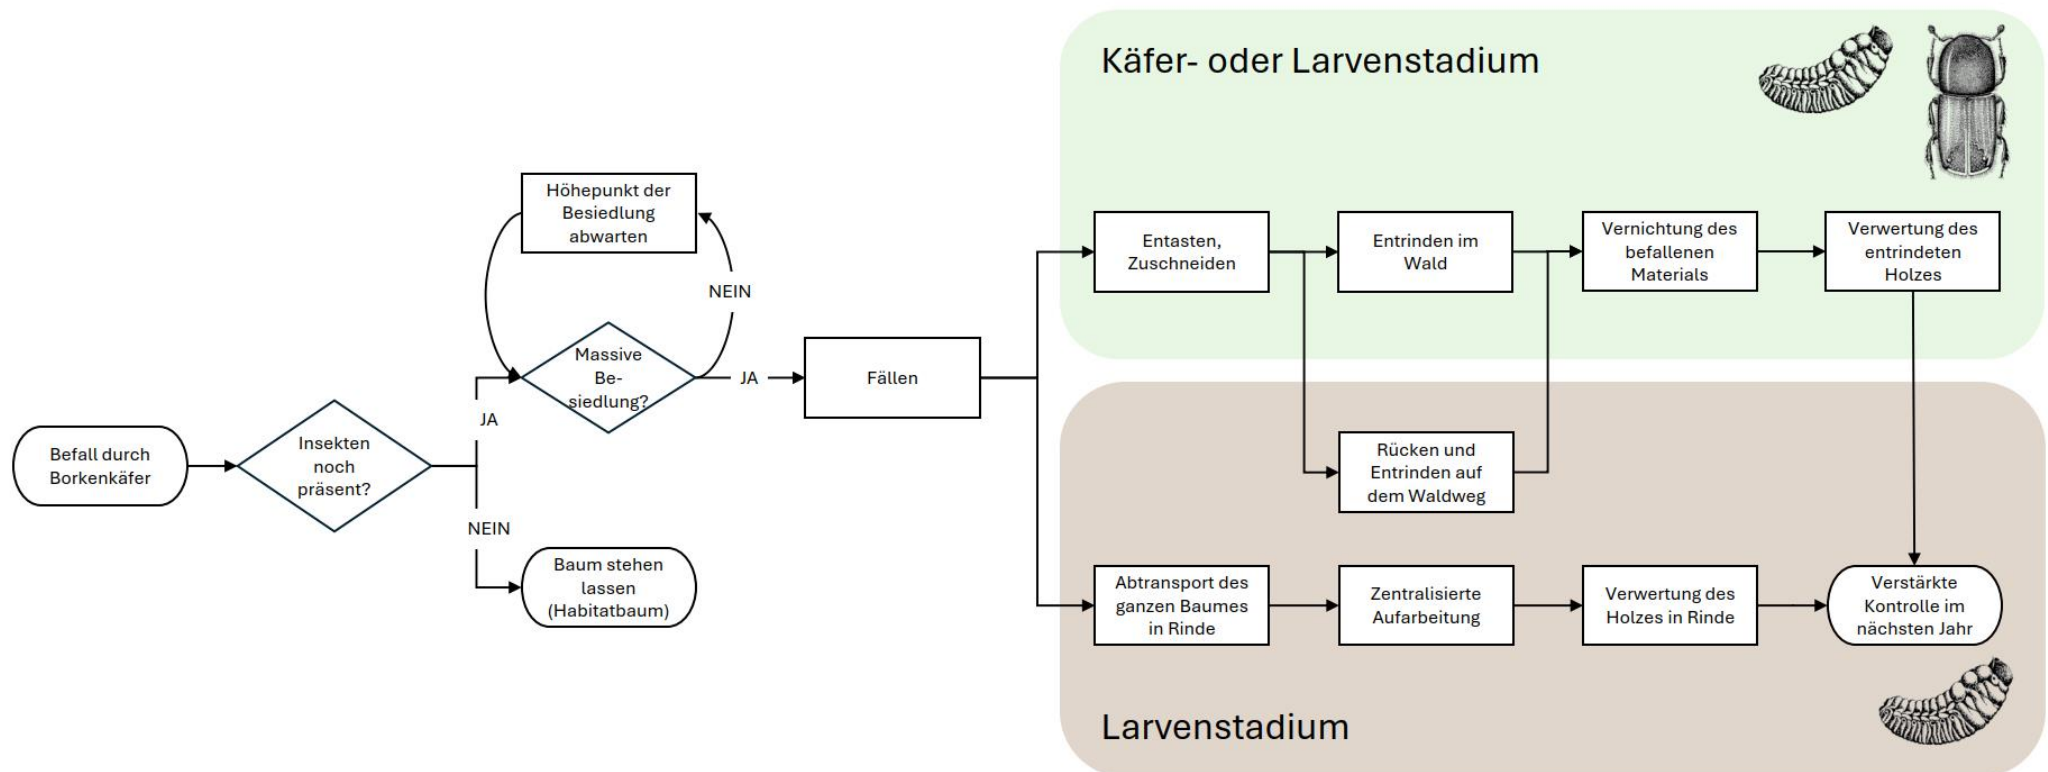 Käfer- oder Larvenstadium
Höhepunkt der
Besiedlung
abwarten
NEIN
Massive
Be-
siedlung?
JA
Fällen
Entasten,
Zuschneiden
Entrinden im
Wald
Vernichtung des
befallenen
Materials
Verwertung des
entrindeten
Holzes
Befall durch
Borkenkäfer
Insekten
noch
präsent?
JA
NEIN
Baum stehen
lassen
(Habitatbaum)
Rücken und
Entrinden auf
dem Waldweg
Abtransport des
ganzen Baumes
in Rinde
Zentralisierte
Aufarbeitung
Verwertung des
Holzes in Rinde
Verstärkte
Kontrolle im
nächsten Jahr
Larvenstadium